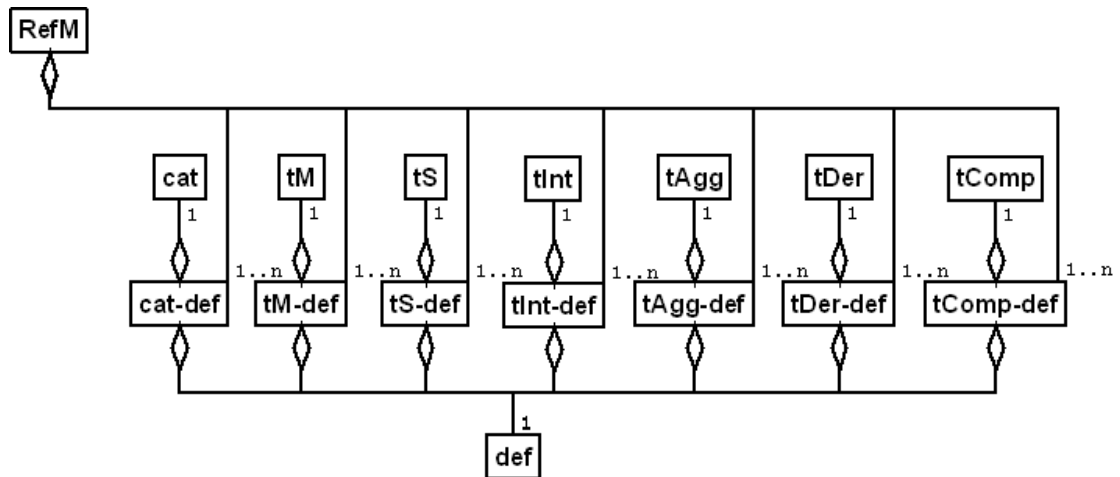 RefM
cat tM tS tInt tAgg tDer tComp
1 1 1 1 1 1 1
1..n 1..n 1..n 1..n 1..n 1..n 1..n
cat-def tM-def tS-def tInt-def tAgg-def tDer-def tComp-def
1
def